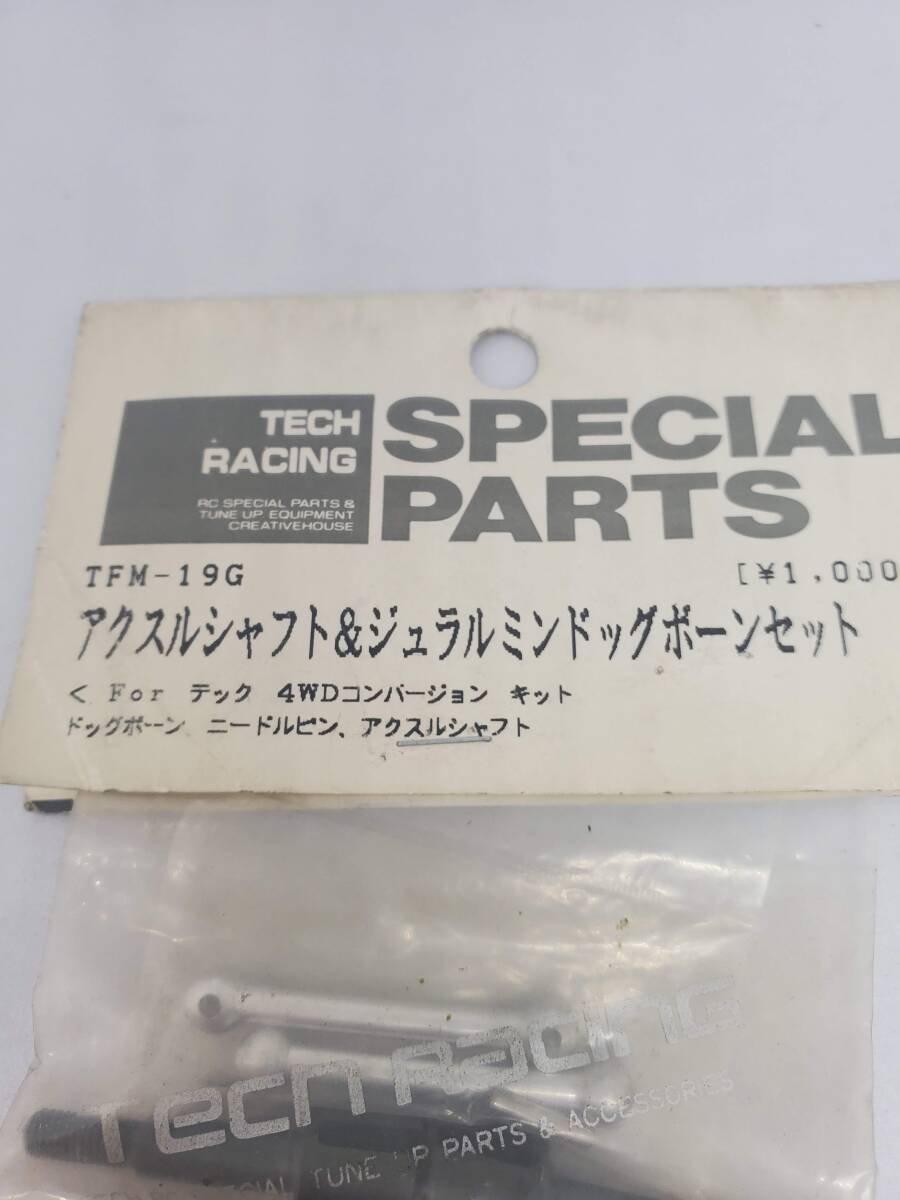 TECH
RACING
RC SPECIAL PARTS &
TUNE UP EQUIPMENT
CREATIVEHOUSE
SPECIAL
PARTS
TFM-19G
[¥1,000
アクスルシャフト&ジュラルミンドッグボーンセット
< For テック 4WDコンバージョン キット
ドッグボーン ニードルピン、アクスルシャフト
Tech Racing
SPECIAL TUNE UP PARTS & ACCESSORIES